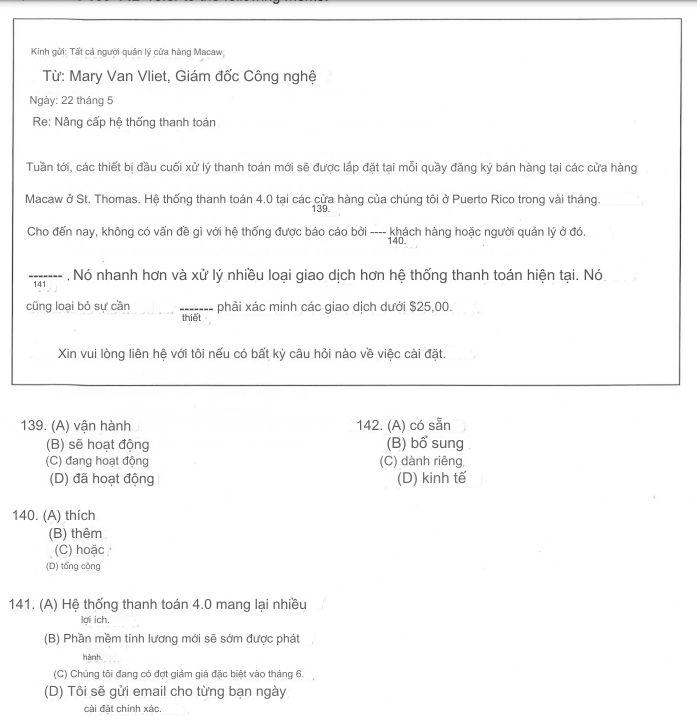 Kính gửi: Tất cả người quản lý cửa hàng Macaw;
Từ: Mary Van Vliet, Giám đốc Công nghệ
Ngày: 22 tháng 5
Re: Nâng cấp hệ thống thanh toán
Tuần tới, các thiết bị đầu cuối xử lý thanh toán mới sẽ được lắp đặt tại mỗi quầy đăng ký bán hàng tại các cửa hàng
Macaw ở St. Thomas. Hệ thống thanh toán 4.0 tại các cửa hàng của chúng tôi ở Puerto Rico trong vài tháng.
139.
Cho đến nay, không có vấn đề gì với hệ thống được báo cáo bởi ---- khách hàng hoặc người quản lý ở đó.
140.
------- . Nó nhanh hơn và xử lý nhiều loại giao dịch hơn hệ thống thanh toán hiện tại. Nó
141
cũng loại bỏ sự cần ------- phải xác minh các giao dịch dưới $25,00.
thiết
Xin vui lòng liên hệ với tôi nếu có bất kỳ câu hỏi nào về việc cài đặt.
139. (A) vận hành
(B) sẽ hoạt động
(C) đang hoạt động
(D) đã hoạt động
140. (A) thích
(B) thêm
(C) hoặc
(D) tổng cộng
141. (A) Hệ thống thanh toán 4.0 mang lại nhiều
lợi ích.
(B) Phần mềm tính lương mới sẽ sớm được phát
hành.
(C) Chúng tôi đang có đợt giảm giá đặc biệt vào tháng 6.
(D) Tôi sẽ gửi email cho từng bạn ngày
cài đặt chính xác.
142. (A) có sẵn
(B) bổ sung
(C) dành riêng
(D) kinh tế